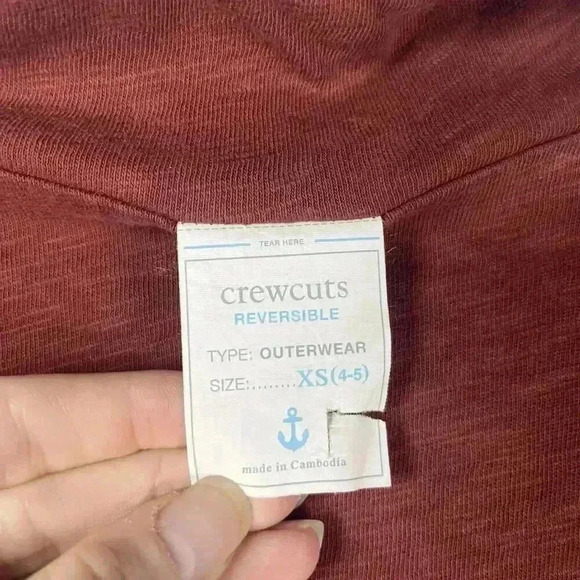 TEAR HERE
crewcuts
REVERSIBLE
TYPE: OUTERWEAR
SIZE:........XS(4-5)
made in Cambodia